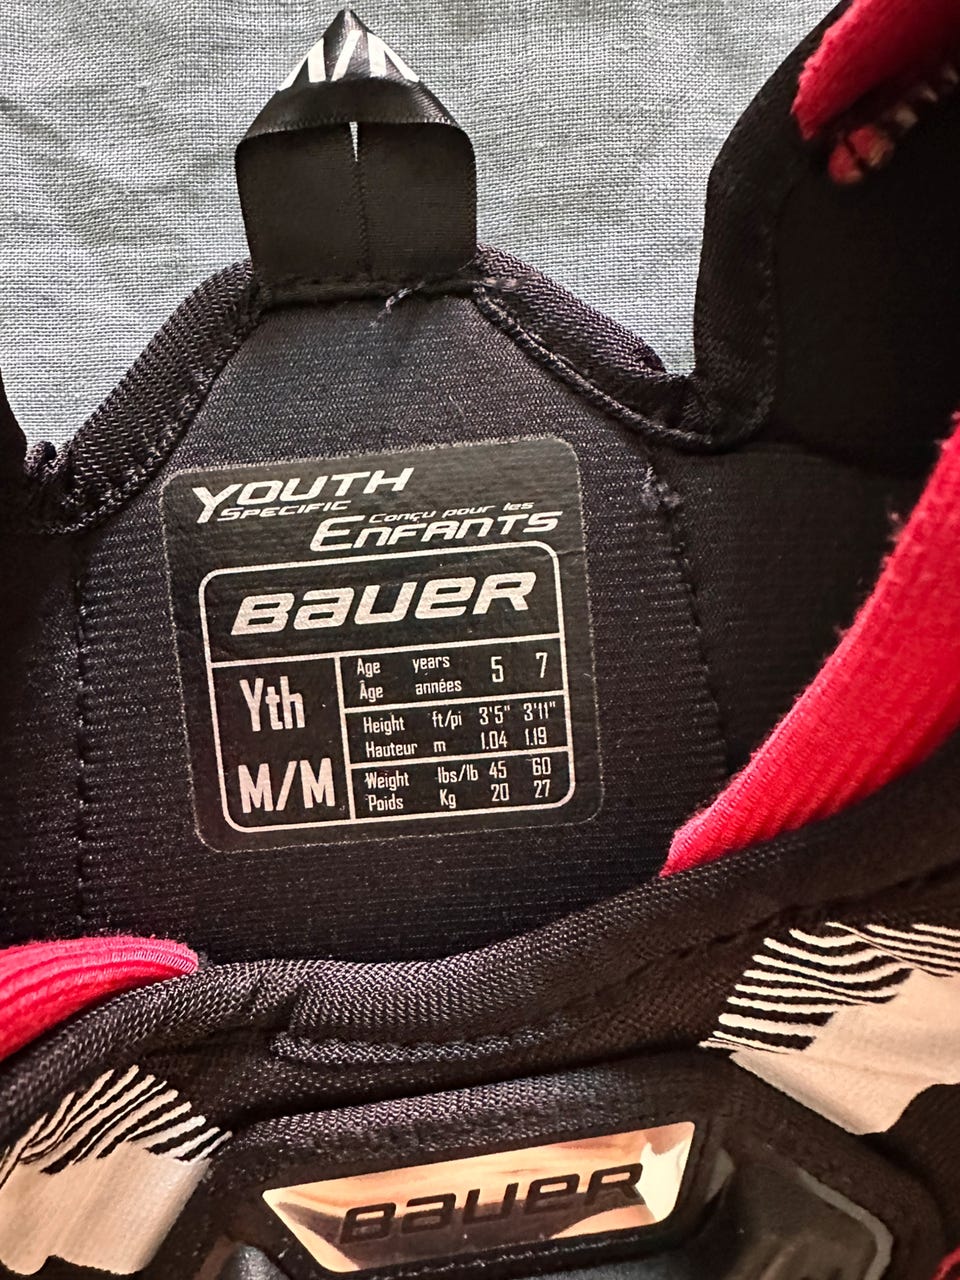 M/M
YOUTH
SPECIFIC
Conçu pour les
ENFANTS
BAUER
Yth
M/M
Age years 5 7
Âge années
Height ft/pi 3'5" 3'11"
Hauteur m 1.04 1.19
Weight lbs/lb 45 60
Poids Kg 20 27
BAUER